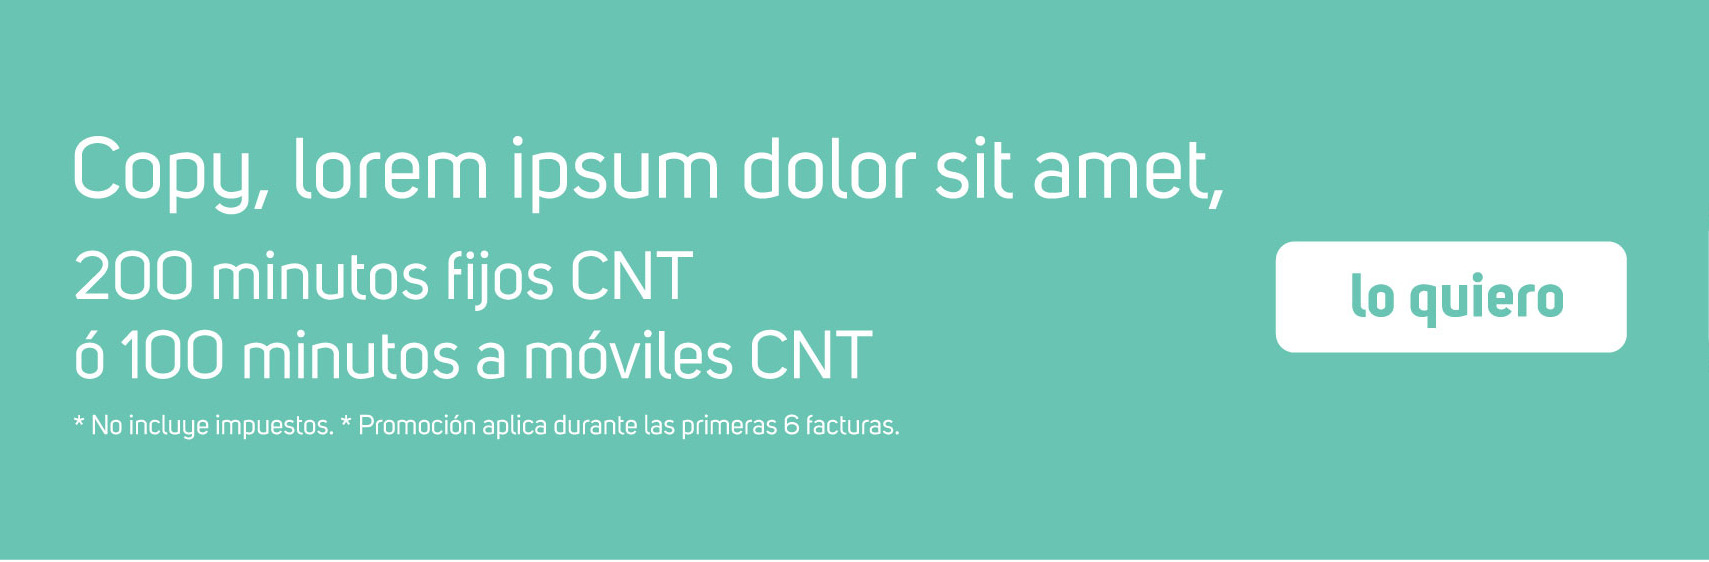 Copy, lorem ipsum dolor sit amet,
200 minutos fijos CNT
ó 100 minutos a móviles CNT
* No incluye impuestos. * Promoción aplica durante las primeras 6 facturas.
lo quiero